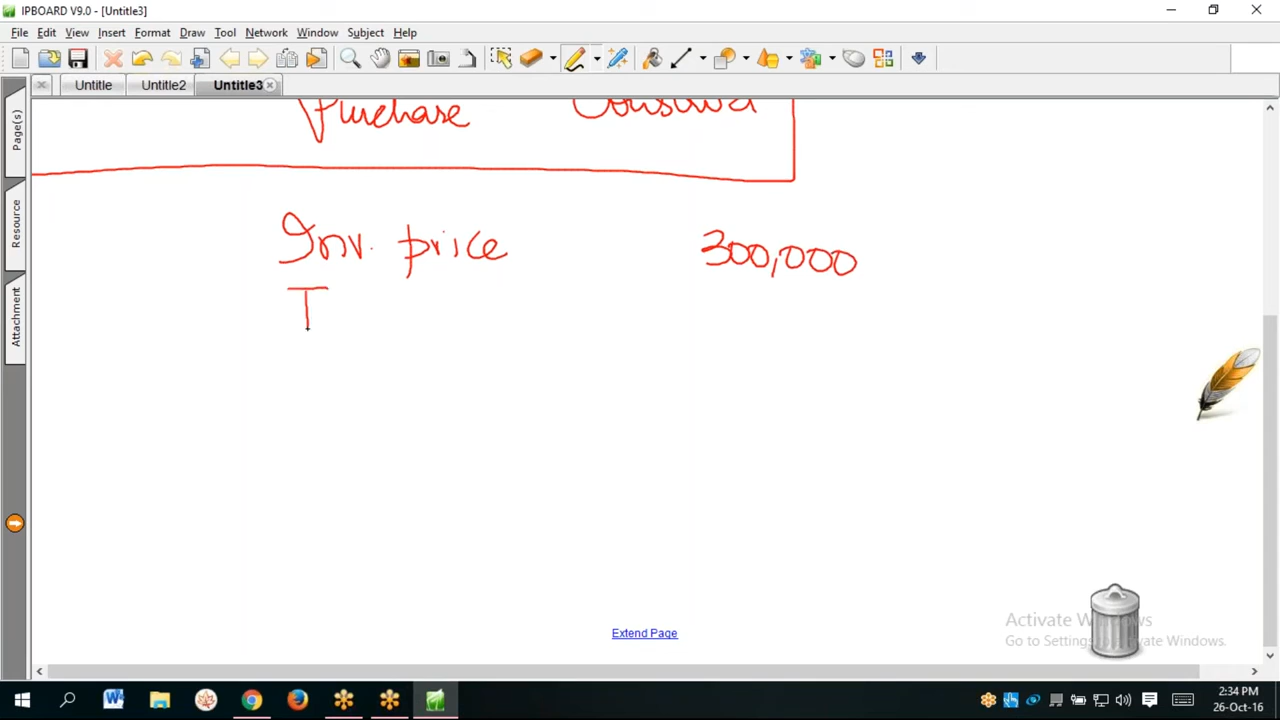 IPBOARD V9.0 - [Untitle3]
File Edit View Insert Format Draw Tool Network Window Subject Help
Untitle Untitle2 Untitle3
Page(s)
Resource
Attachment
Purchase Construct
Inv. price 300,000
T
Extend Page
Activate Windows
Go to Settings to activate Windows.
2:34 PM
26-Oct-16